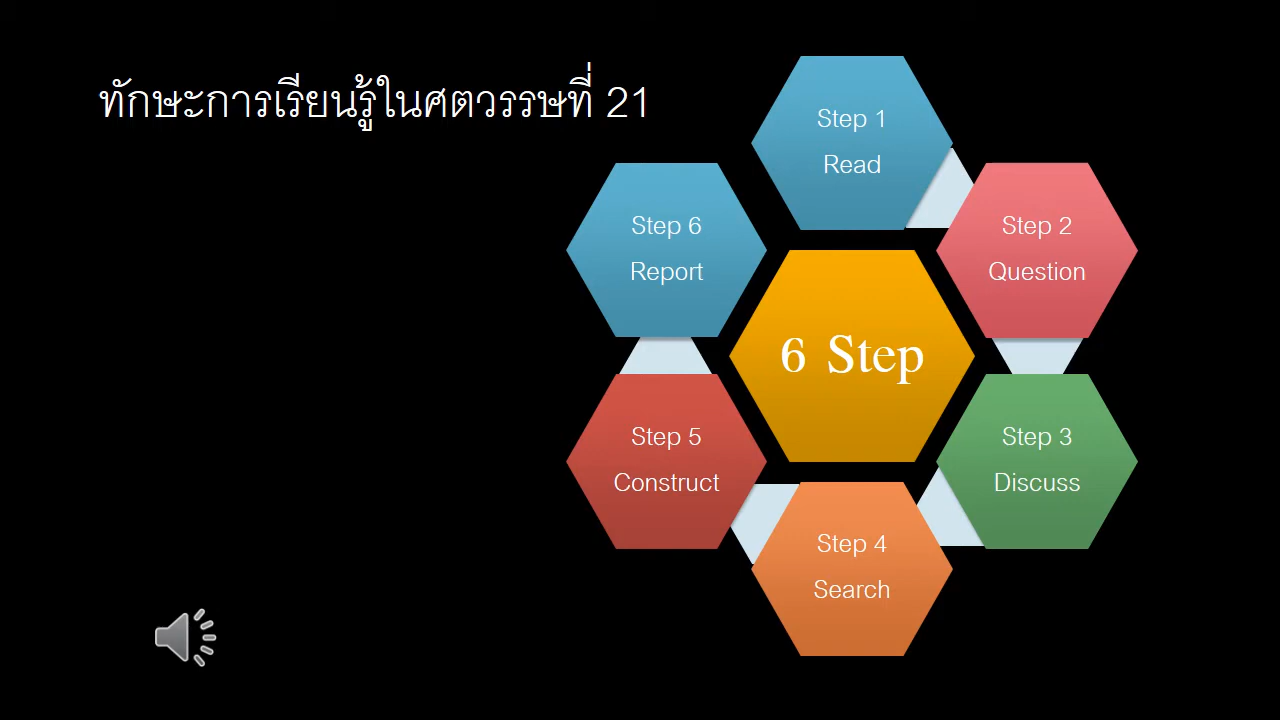 ทักษะการเรียนรู้ในศตวรรษที่ 21
Step 1
Read
Step 2
Question
Step 3
Discuss
Step 4
Search
Step 5
Construct
Step 6
Report
6 Step